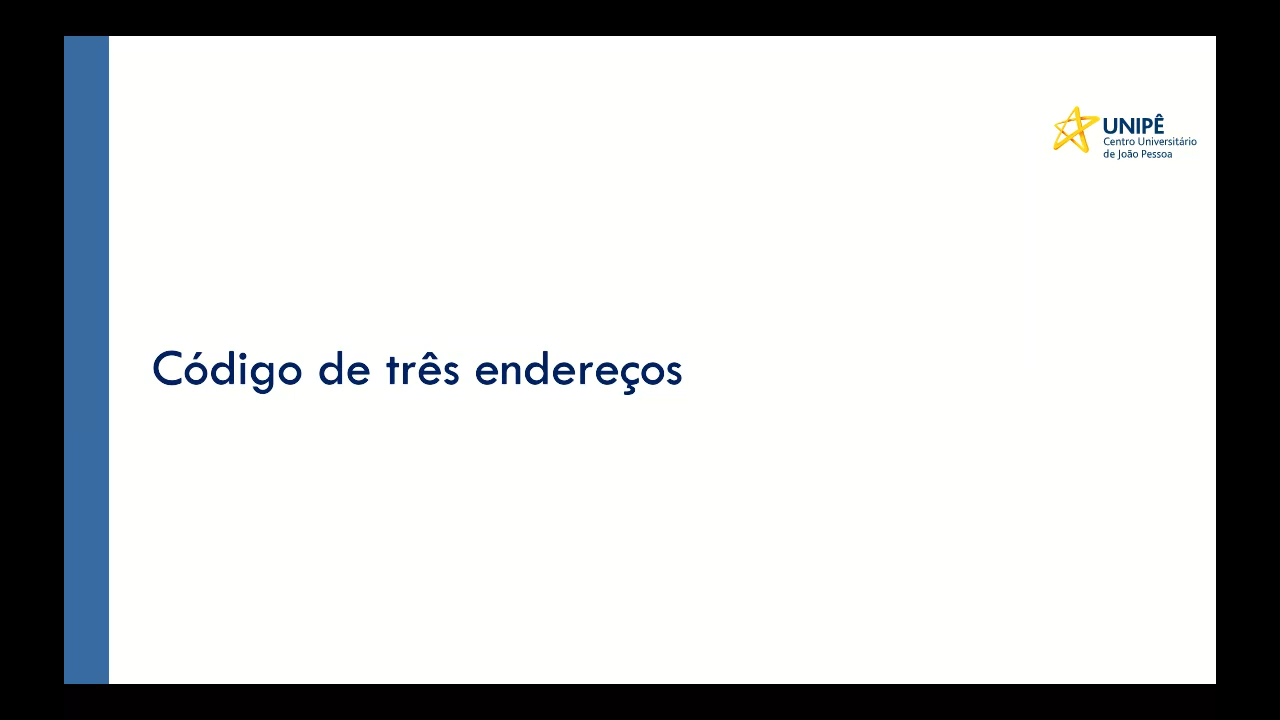 UNIPÊ
Centro Universitário
de João Pessoa
Código de três endereços